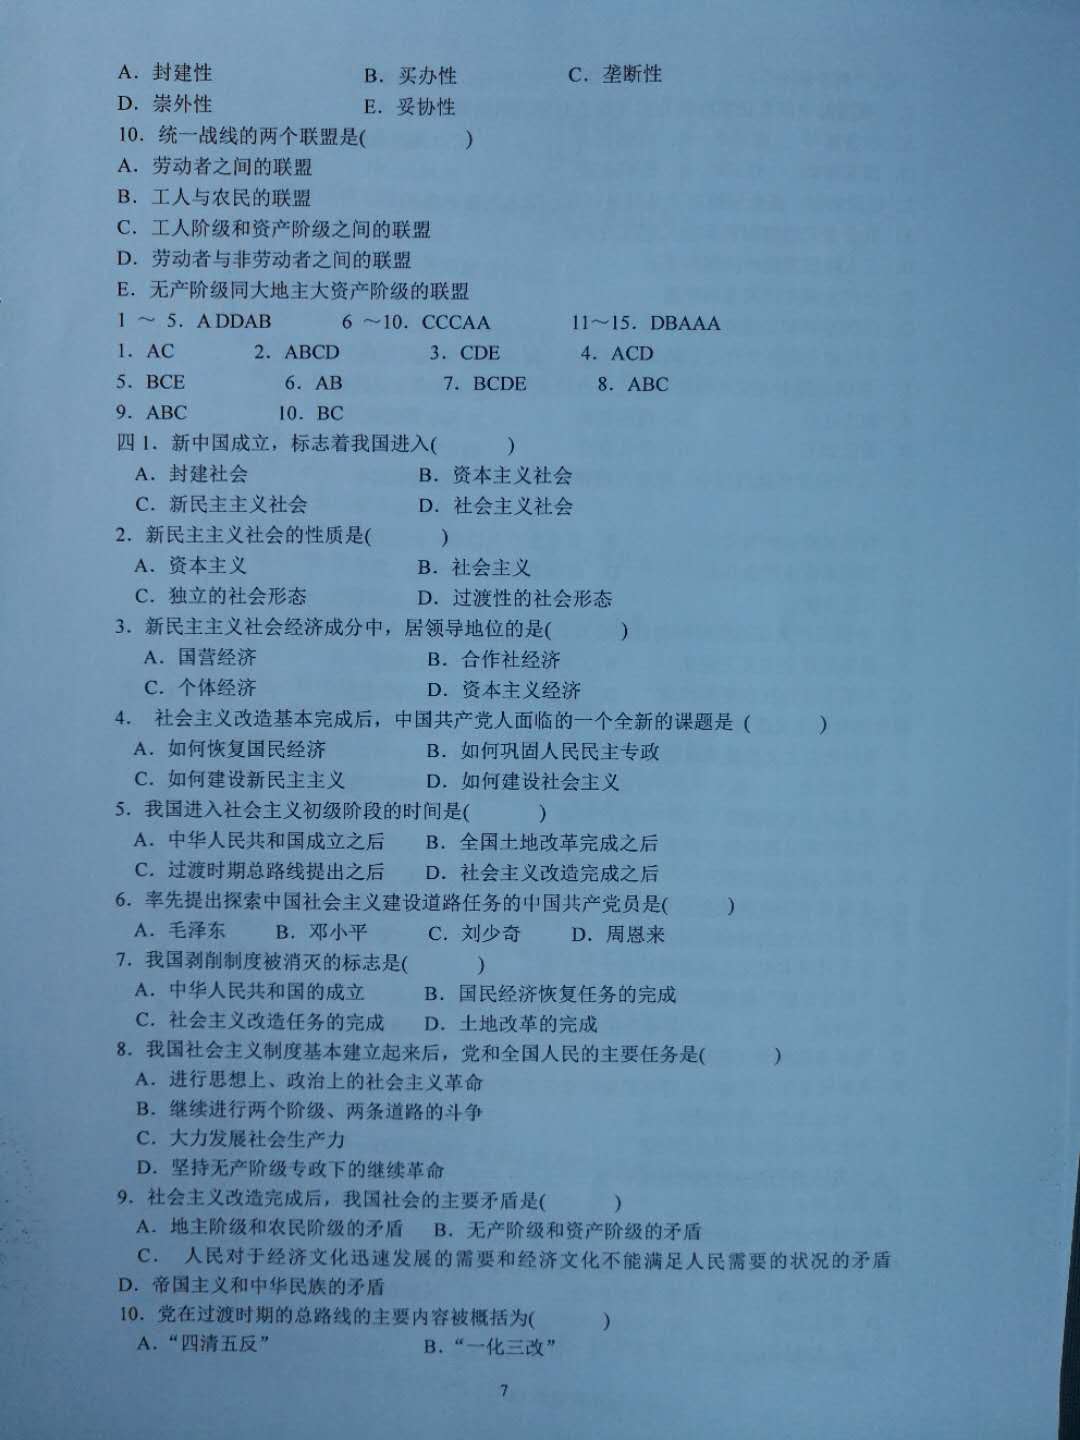 A．封建性 B．买办性 C．垄断性
D．崇外性 E．妥协性
10．统一战线的两个联盟是( )
A．劳动者之间的联盟
B．工人与农民的联盟
C．工人阶级和资产阶级之间的联盟
D．劳动者与非劳动者之间的联盟
E．无产阶级同大地主大资产阶级的联盟
1 ～ 5．ADDAB 6 ～10．CCCAA 11～15．DBAAA
1．AC 2．ABCD 3．CDE 4．ACD
5．BCE 6．AB 7．BCDE 8．ABC
9．ABC 10．BC
四 1．新中国成立，标志着我国进入( )
A．封建社会 B．资本主义社会
C．新民主主义社会 D．社会主义社会
2．新民主主义社会的性质是( )
A．资本主义 B．社会主义
C．独立的社会形态 D．过渡性的社会形态
3．新民主主义社会经济成分中，居领导地位的是( )
A．国营经济 B．合作社经济
C．个体经济 D．资本主义经济
4． 社会主义改造基本完成后，中国共产党人面临的一个全新的课题是 ( )
A．如何恢复国民经济 B．如何巩固人民民主专政
C．如何建设新民主主义 D．如何建设社会主义
5．我国进入社会主义初级阶段的时间是( )
A．中华人民共和国成立之后 B．全国土地改革完成之后
C．过渡时期总路线提出之后 D．社会主义改造完成之后
6．率先提出探索中国社会主义建设道路任务的中国共产党员是( )
A．毛泽东 B．邓小平 C．刘少奇 D．周恩来
7．我国剥削制度被消灭的标志是( )
A．中华人民共和国的成立 B．国民经济恢复任务的完成
C．社会主义改造任务的完成 D．土地改革的完成
8．我国社会主义制度基本建立起来后，党和全国人民的主要任务是( )
A．进行思想上、政治上的社会主义革命
B．继续进行两个阶级、两条道路的斗争
C．大力发展社会生产力
D．坚持无产阶级专政下的继续革命
9．社会主义改造完成后，我国社会的主要矛盾是( )
A．地主阶级和农民阶级的矛盾 B．无产阶级和资产阶级的矛盾
C． 人民对于经济文化迅速发展的需要和经济文化不能满足人民需要的状况的矛盾
D．帝国主义和中华民族的矛盾
10．党在过渡时期的总路线的主要内容被概括为( )
A．“四清五反” B．“一化三改”
7